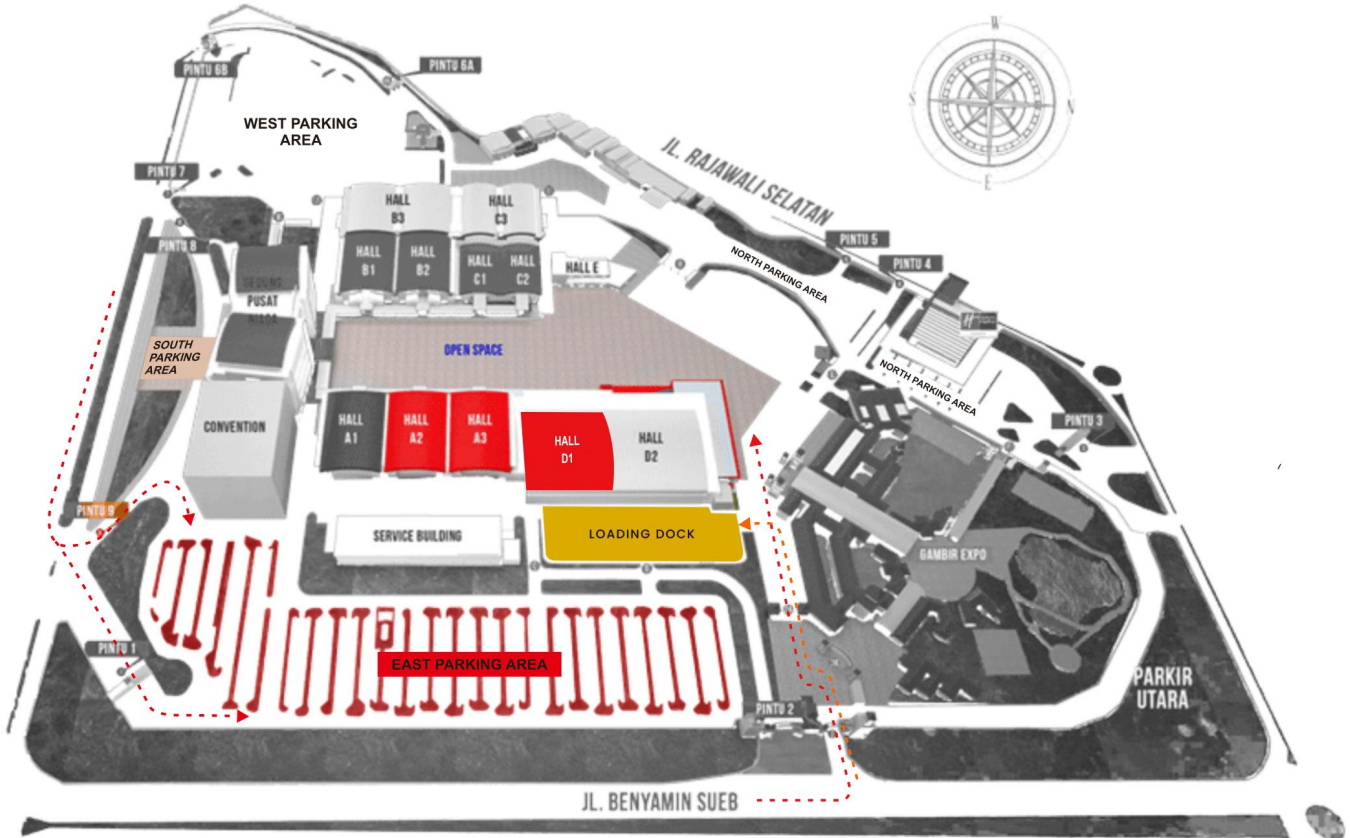 PINTU 6B
PINTU 6A
W
S
N
E
WEST PARKING
AREA
JL. RAJAWALI SELATAN
PINTU 7
HALL
B3
HALL
C3
PINTU 8
PINTU 5
PINTU 4
HALL
B1
HALL
B2
HALL
C1
HALL
C2
HALL E
NORTH PARKING AREA
GEDUNG
PUSAT
NIAGA
SOUTH
PARKING
AREA
OPEN SPACE
NORTH PARKING AREA
PINTU 3
CONVENTION
HALL
A1
HALL
A2
HALL
A3
HALL
D1
HALL
D2
PINTU 9
SERVICE BUILDING
LOADING DOCK
GAMBIR EXPO
PINTU 1
EAST PARKING AREA
PARKIR
UTARA
PINTU 2
JL. BENYAMIN SUEB